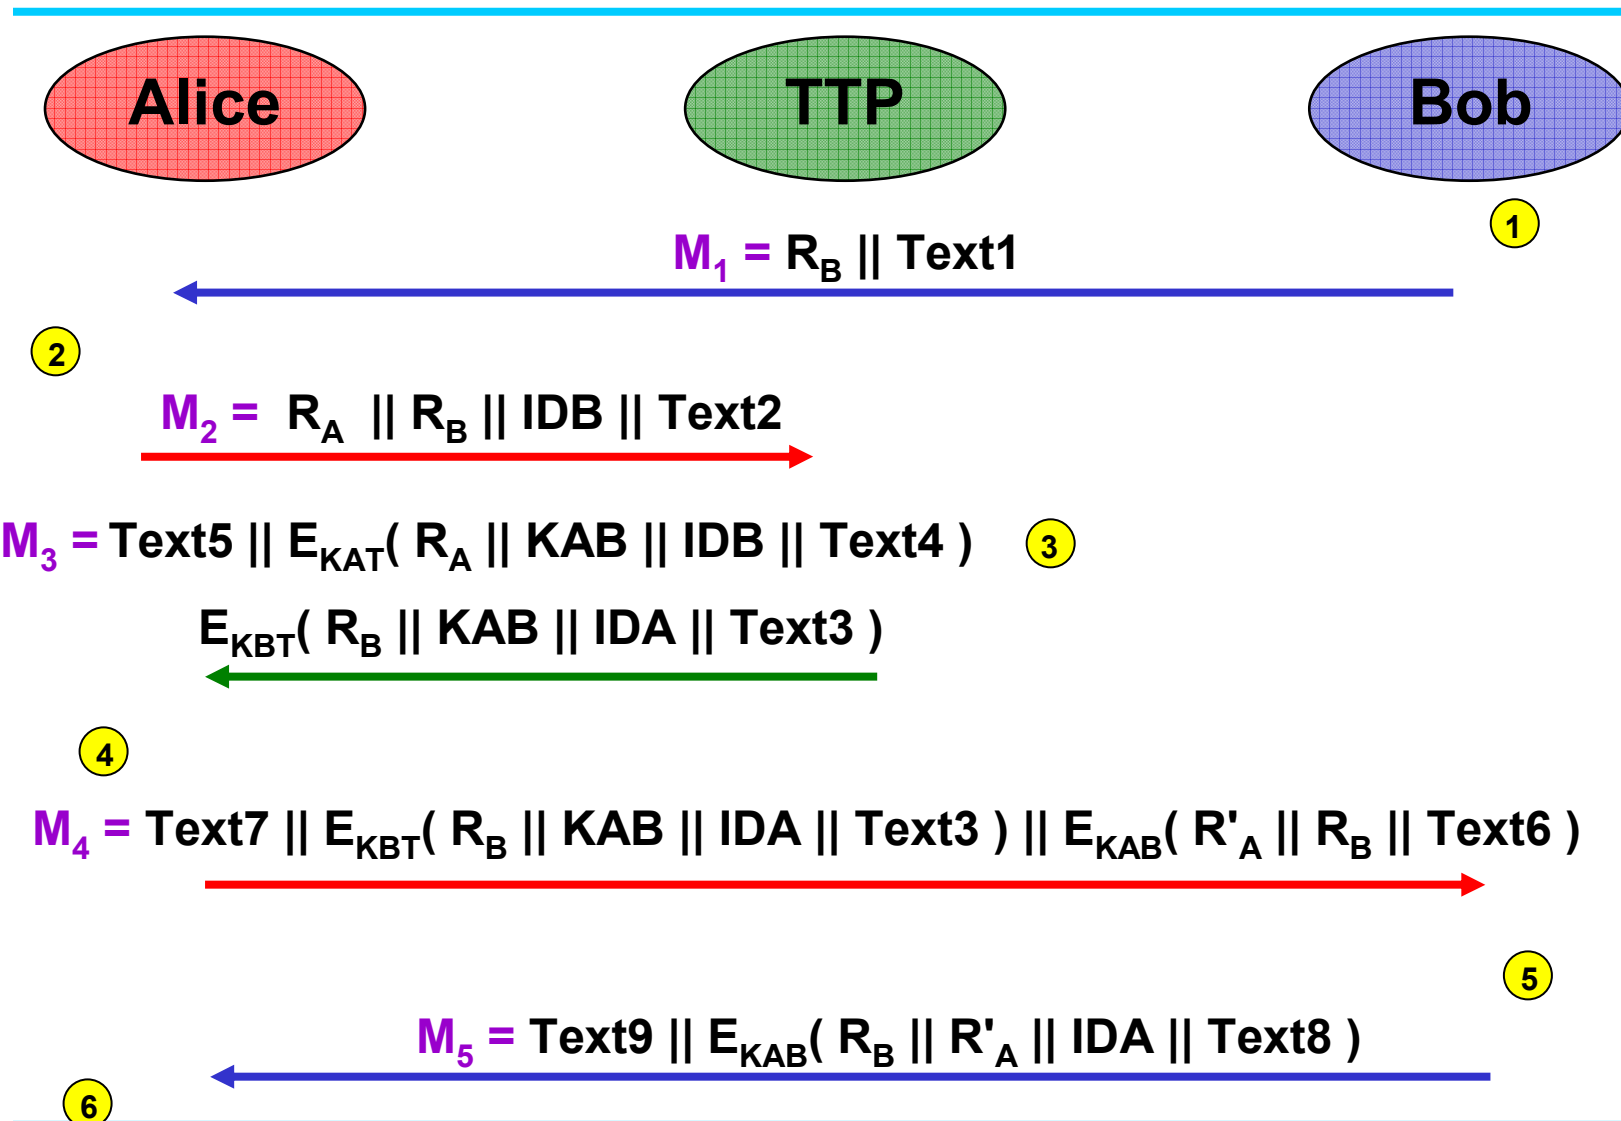 Alice TTP Bob
1
M1 = RB || Text1
2
M2 = RA || RB || IDB || Text2
M3 = Text5 || EKAT( RA || KAB || IDB || Text4 ) 3
EKBT( RB || KAB || IDA || Text3 )
4
M4 = Text7 || EKBT( RB || KAB || IDA || Text3 ) || EKAB( R'A || RB || Text6 )
5
M5 = Text9 || EKAB( RB || R'A || IDA || Text8 )
6